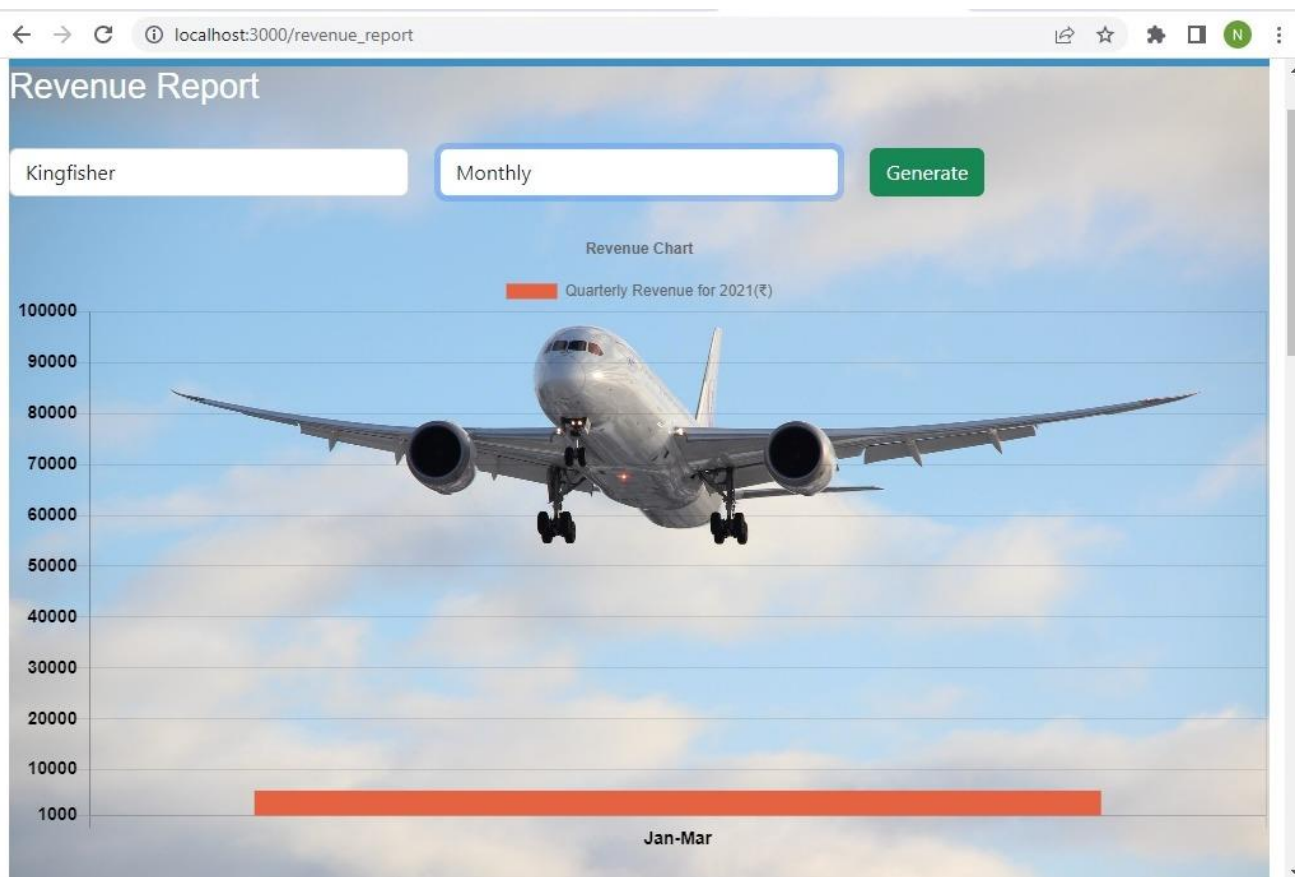 localhost:3000/revenue_report
N
Revenue Report
Kingfisher
Monthly
Generate
Revenue Chart
Quarterly Revenue for 2021(₹)
100000
90000
80000
70000
60000
50000
40000
30000
20000
10000
1000
Jan-Mar